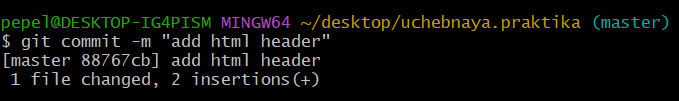 pepel@DESKTOP-IG4PISM MINGW64 ~/desktop/uchebnaya.praktika (master)
$ git commit -m "add html header"
[master 88767cb] add html header
 1 file changed, 2 insertions(+)